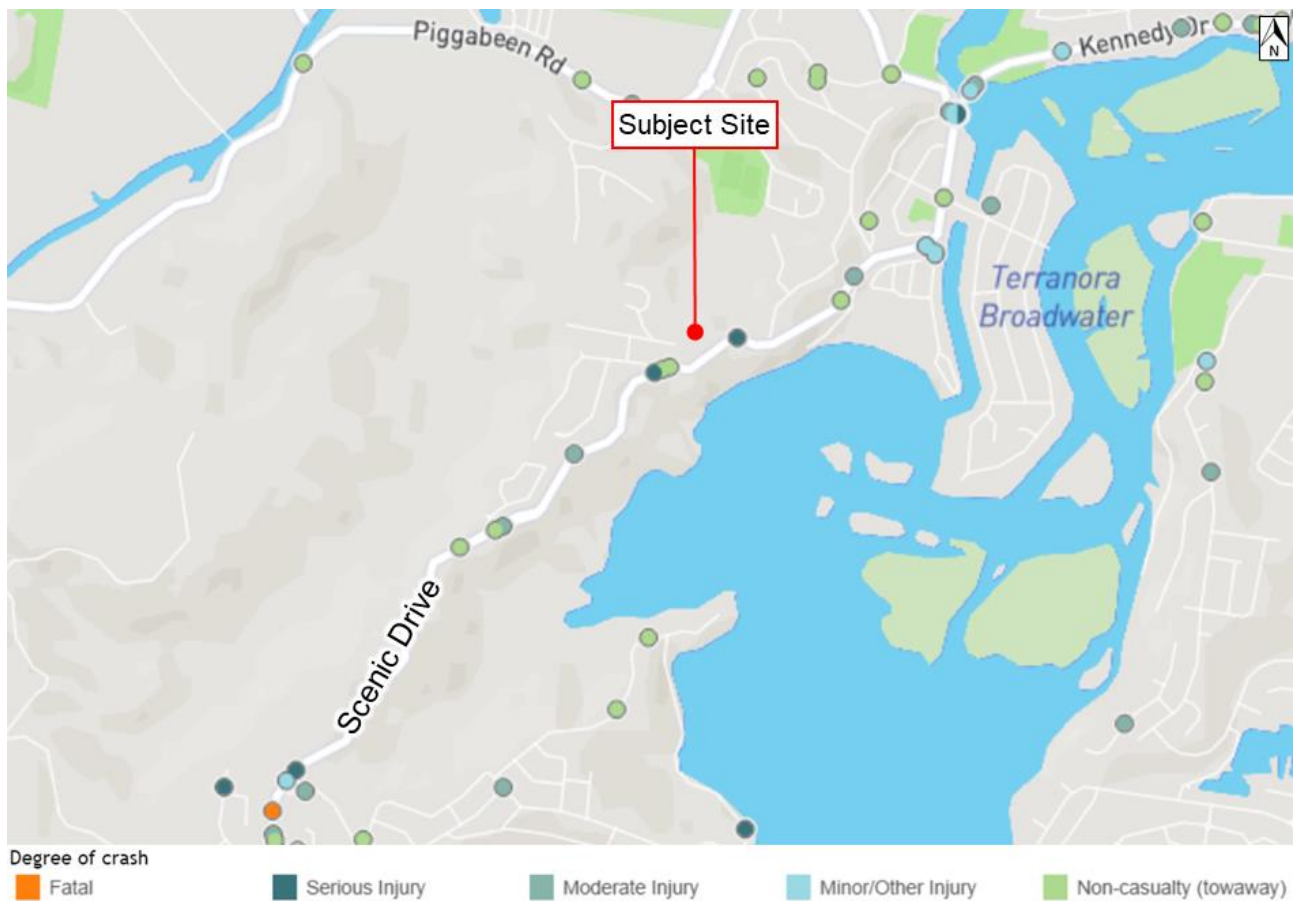 Piggabeen Rd
Kennedy Dr
N
Subject Site
Terranora
Broadwater
Scenic Drive
Degree of crash
Fatal
Serious Injury
Moderate Injury
Minor/Other Injury
Non-casualty (towaway)